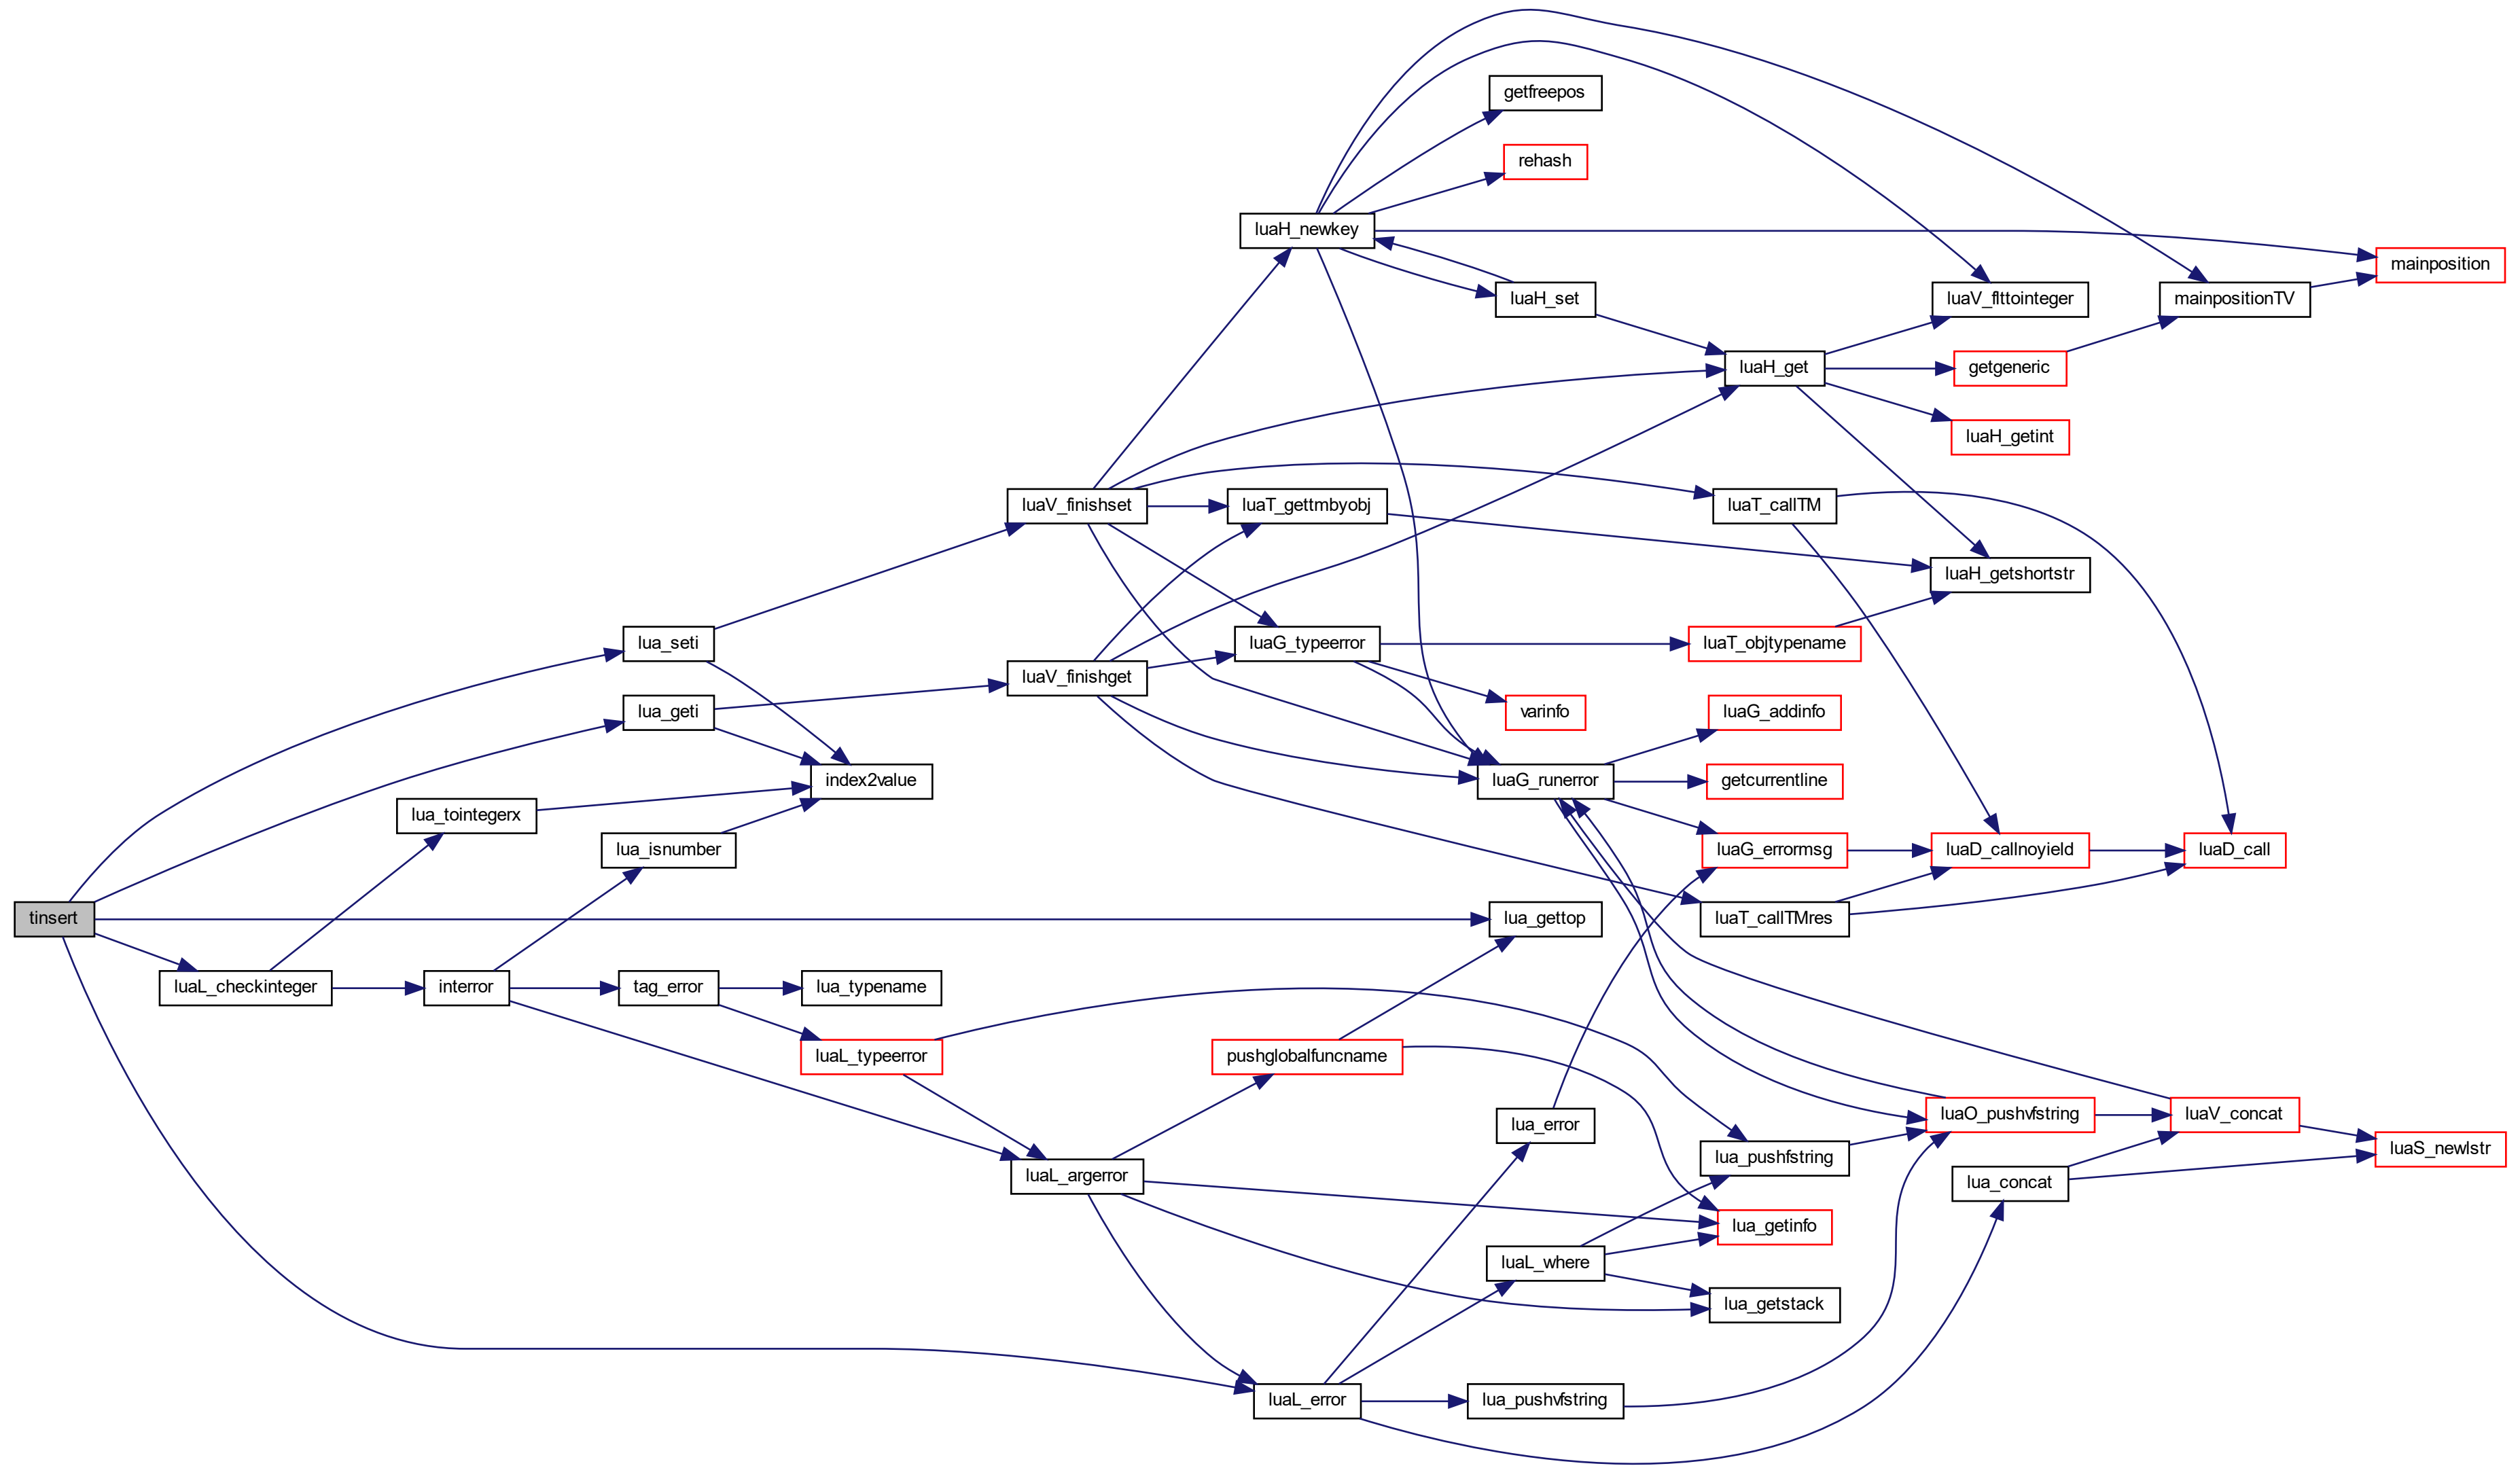 getfreepos
rehash
luaH_newkey
mainposition
luaH_set
luaV_flttointeger
mainpositionTV
luaH_get
getgeneric
luaH_getint
luaV_finishset
luaT_gettmbyobj
luaT_callTM
luaH_getshortstr
lua_seti
luaG_typeerror
luaT_objtypename
luaV_finishget
lua_geti
varinfo
luaG_addinfo
index2value
luaG_runerror
getcurrentline
lua_tointegerx
lua_isnumber
luaG_errormsg
luaD_callnoyield
luaD_call
tinsert
lua_gettop
luaT_callTMres
luaL_checkinteger
interror
tag_error
lua_typename
luaL_typeerror
pushglobalfuncname
lua_error
luaO_pushvfstring
luaV_concat
lua_pushfstring
luaS_newlstr
luaL_argerror
lua_concat
lua_getinfo
luaL_where
lua_getstack
luaL_error
lua_pushvfstring